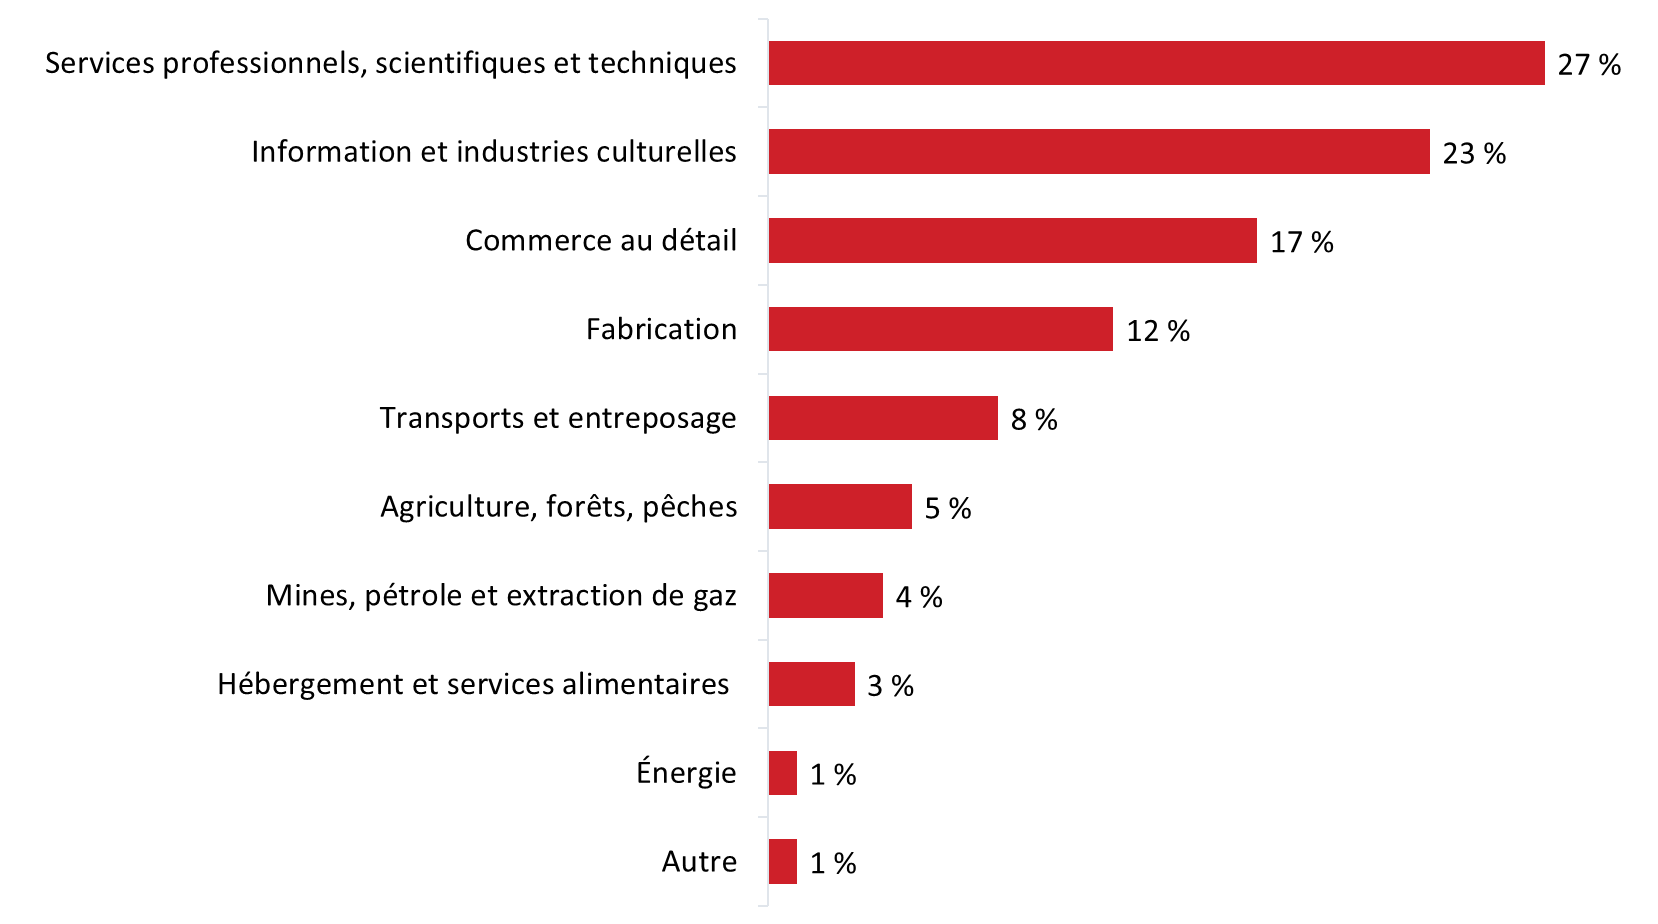 Services professionnels, scientifiques et techniques 27 %
Information et industries culturelles 23 %
Commerce au détail 17 %
Fabrication 12 %
Transports et entreposage 8 %
Agriculture, forêts, pêches 5 %
Mines, pétrole et extraction de gaz 4 %
Hébergement et services alimentaires 3 %
Énergie 1 %
Autre 1 %